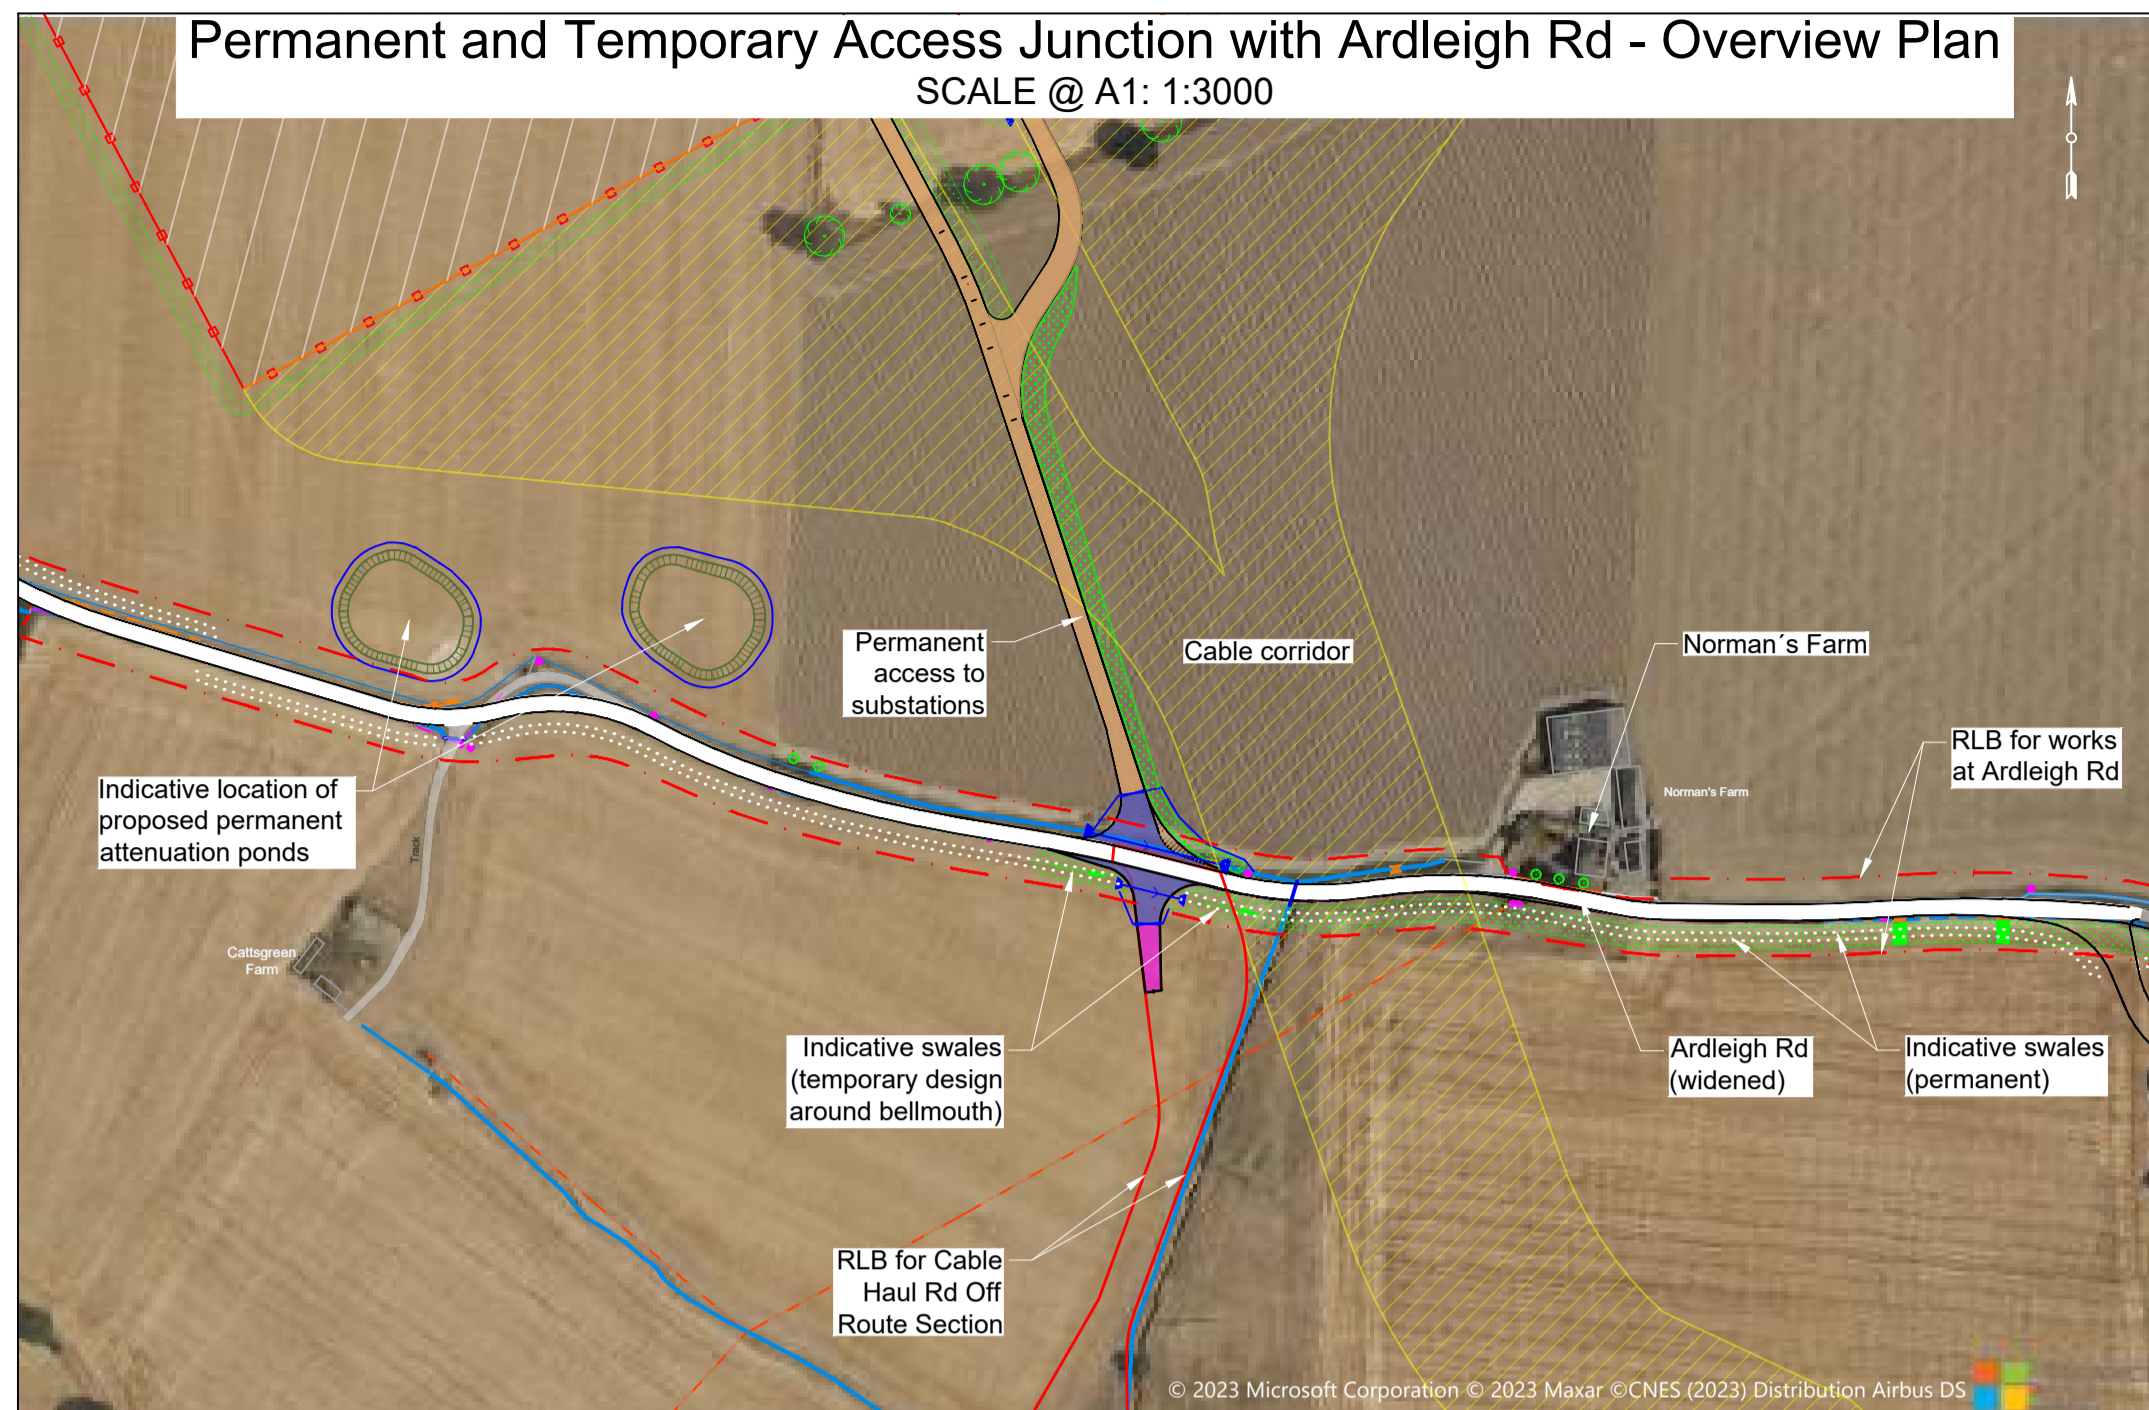 Permanent and Temporary Access Junction with Ardleigh Rd - Overview Plan
SCALE @ A1: 1:3000
Permanent
access to
substations
Cable corridor
Norman´s Farm
RLB for works
at Ardleigh Rd
Norman's Farm
Indicative location of
proposed permanent
attenuation ponds
Track
Cattsgreen
Farm
Indicative swales
(temporary design
around bellmouth)
Ardleigh Rd
(widened)
Indicative swales
(permanent)
RLB for Cable
Haul Rd Off
Route Section
© 2023 Microsoft Corporation © 2023 Maxar ©CNES (2023) Distribution Airbus DS